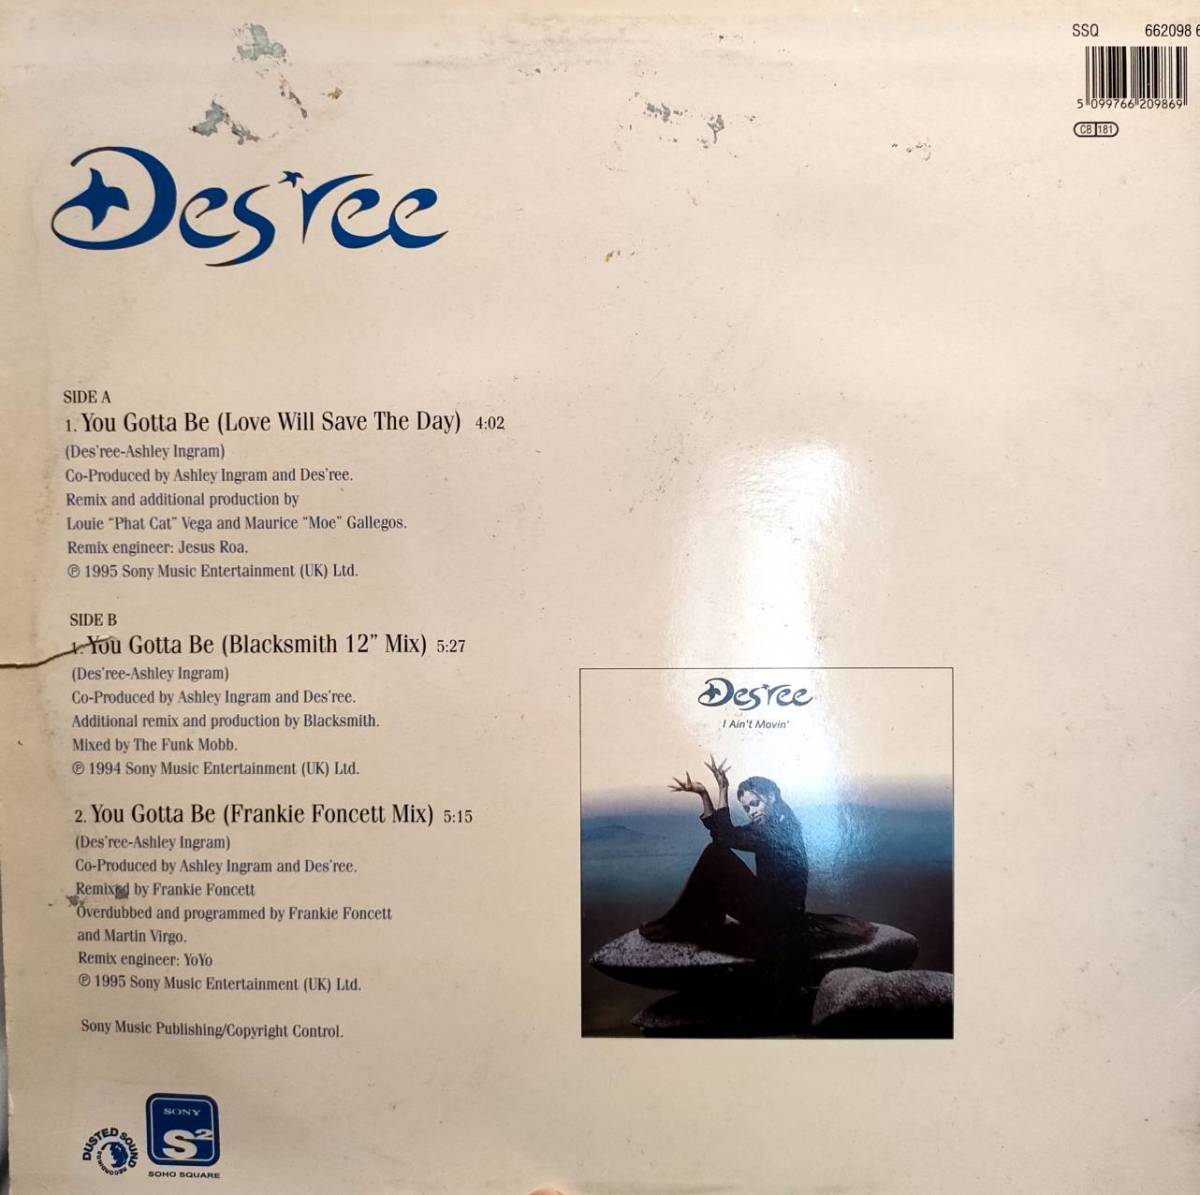 SSQ 662098 6
5 099766 209869
CB 181
Des'ree
SIDE A
1. You Gotta Be (Love Will Save The Day) 4:02
(Des'ree-Ashley Ingram)
Co-Produced by Ashley Ingram and Des'ree.
Remix and additional production by
Louie “Phat Cat” Vega and Maurice “Moe” Gallegos.
Remix engineer: Jesus Roa.
℗ 1995 Sony Music Entertainment (UK) Ltd.
SIDE B
1. You Gotta Be (Blacksmith 12” Mix) 5:27
(Des'ree-Ashley Ingram)
Co-Produced by Ashley Ingram and Des'ree.
Additional remix and production by Blacksmith.
Mixed by The Funk Mobb.
℗ 1994 Sony Music Entertainment (UK) Ltd.
2. You Gotta Be (Frankie Foncett Mix) 5:15
(Des'ree-Ashley Ingram)
Co-Produced by Ashley Ingram and Des'ree.
Remixed by Frankie Foncett
Overdubbed and programmed by Frankie Foncett
and Martin Virgo.
Remix engineer: YoYo
℗ 1995 Sony Music Entertainment (UK) Ltd.
Sony Music Publishing/Copyright Control.
Des'ree
I Ain't Movin'
DUSTED SOUND
RECORDINGS
SONY
S2
SOHO SQUARE